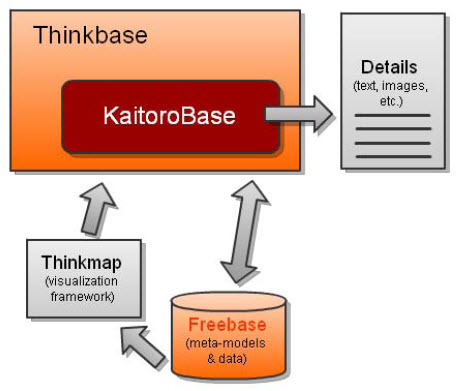 Thinkbase
KaitoroBase
Details
(text, images,
etc.)
Thinkmap
(visualization
framework)
Freebase
(meta-models
& data)